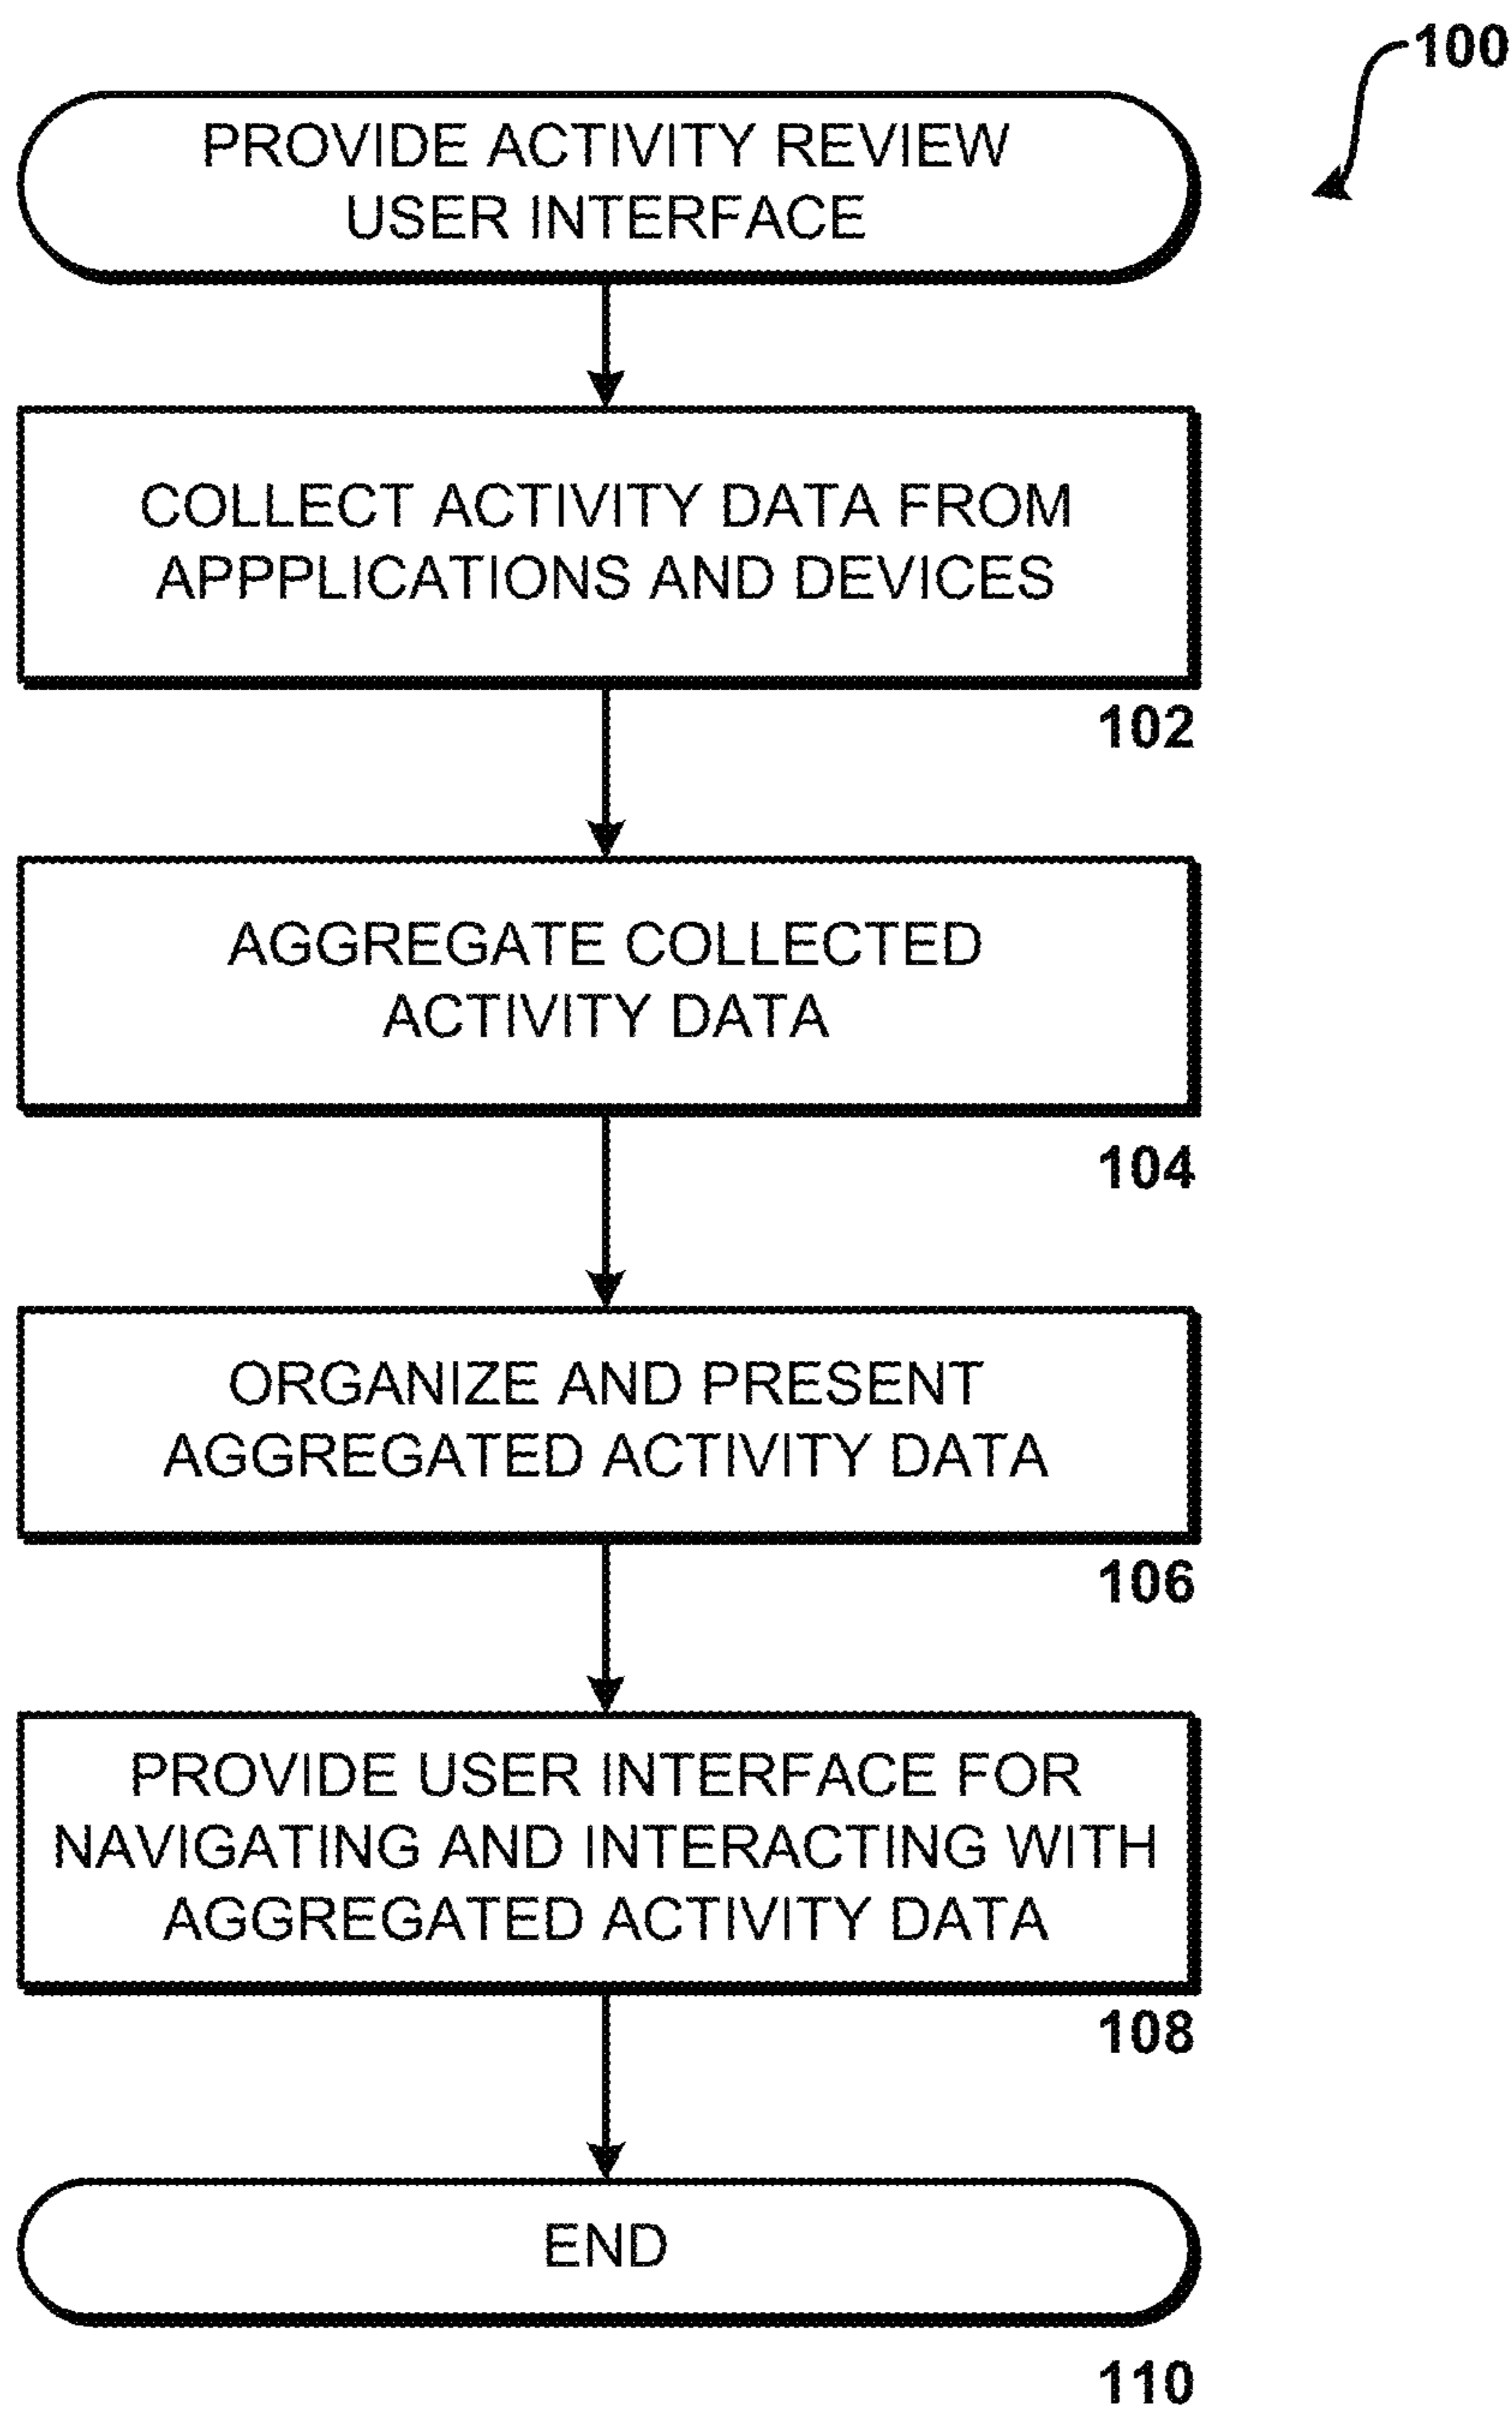 100
PROVIDE ACTIVITY REVIEW
USER INTERFACE
COLLECT ACTIVITY DATA FROM
APPPLICATIONS AND DEVICES
102
AGGREGATE COLLECTED
ACTIVITY DATA
104
ORGANIZE AND PRESENT
AGGREGATED ACTIVITY DATA
106
PROVIDE USER INTERFACE FOR
NAVIGATING AND INTERACTING WITH
AGGREGATED ACTIVITY DATA
108
END
110